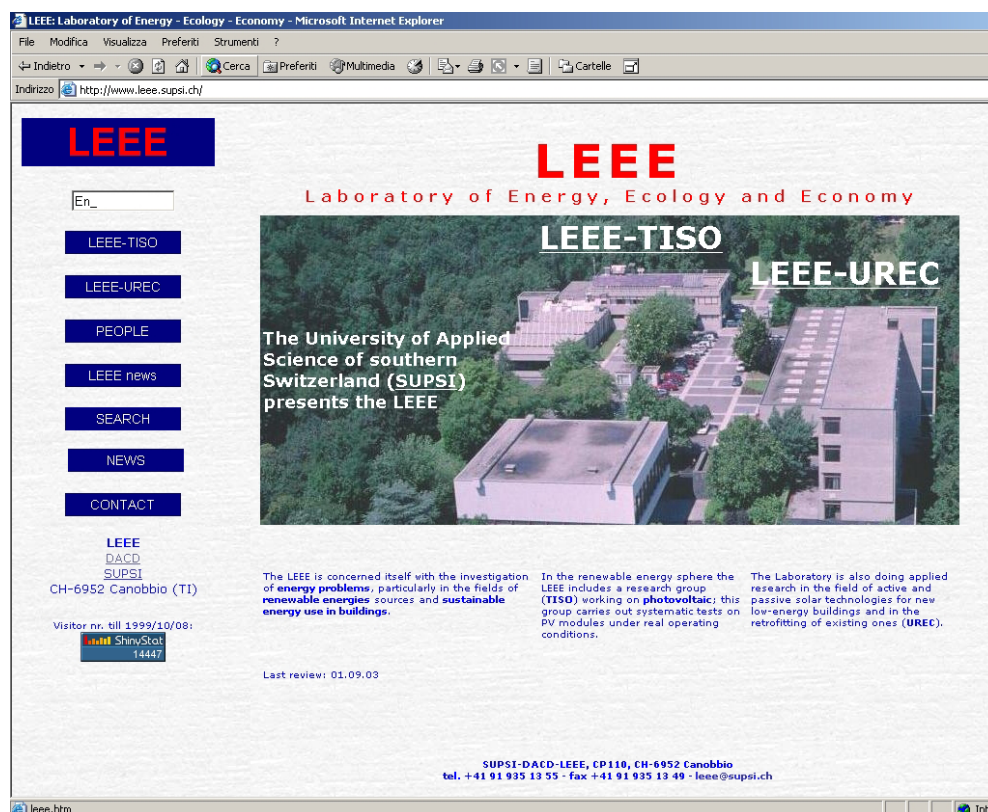 LEEE: Laboratory of Energy - Ecology - Economy - Microsoft Internet Explorer
File Modifica Visualizza Preferiti Strumenti ?
Indietro Cerca Preferiti Multimedia Cartelle
Indirizzo http://www.leee.supsi.ch/
LEEE
En_
LEEE-TISO
LEEE-UREC
PEOPLE
LEEE news
SEARCH
NEWS
CONTACT
LEEE
DACD
SUPSI
CH-6952 Canobbio (TI)
Visitor nr. till 1999/10/08:
ShinyStat
14447
LEEE
Laboratory of Energy, Ecology and Economy
LEEE-TISO
LEEE-UREC
The University of Applied
Science of southern
Switzerland (SUPSI)
presents the LEEE
The LEEE is concerned itself with the investigation
of energy problems, particularly in the fields of
renewable energies sources and sustainable
energy use in buildings.
In the renewable energy sphere the
LEEE includes a research group
(TISO) working on photovoltaic; this
group carries out systematic tests on
PV modules under real operating
conditions.
The Laboratory is also doing applied
research in the field of active and
passive solar technologies for new
low-energy buildings and in the
retrofitting of existing ones (UREC).
Last review: 01.09.03
SUPSI-DACD-LEEE, CP110, CH-6952 Canobbio
tel. +41 91 935 13 55 - fax +41 91 935 13 49 - leee@supsi.ch
leee.htm